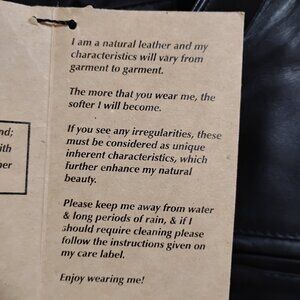 nd;
ith
her
I am a natural leather and my
characteristics will vary from
garment to garment.
The more that you wear me, the
softer I will become.
If you see any irregularities, these
must be considered as unique
inherent characteristics, which
further enhance my natural
beauty.
Please keep me away from water
& long periods of rain, & if I
should require cleaning please
follow the instructions given on
my care label.
Enjoy wearing me!